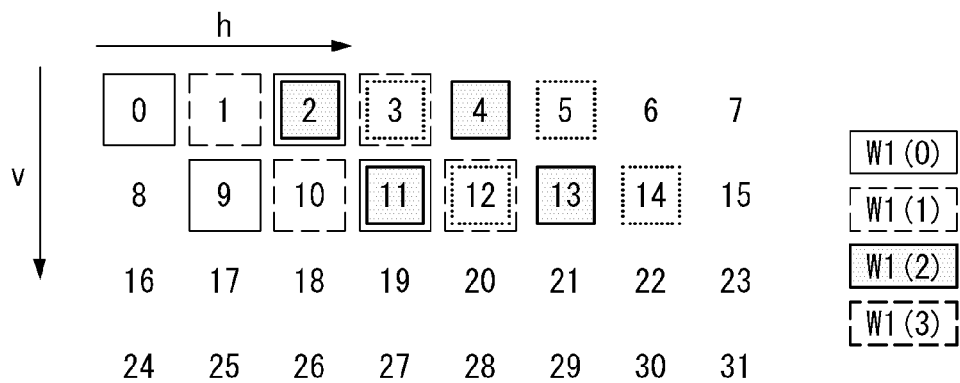 h
v
0 1 2 3 4 5 6 7
8 9 10 11 12 13 14 15
16 17 18 19 20 21 22 23
24 25 26 27 28 29 30 31
W1(0)
W1(1)
W1(2)
W1(3)